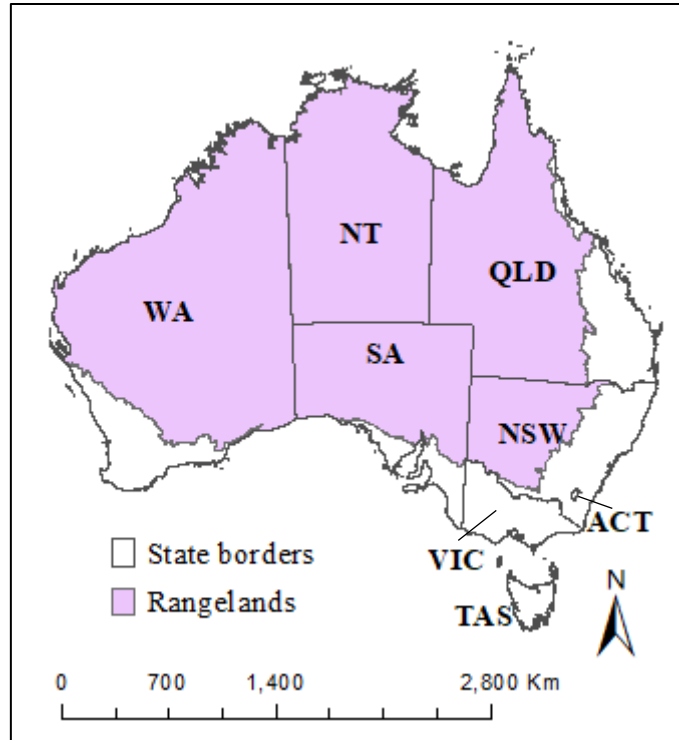 NT
QLD
WA
SA
NSW
ACT
VIC
TAS
State borders
Rangelands
N
0 700 1,400 2,800 Km